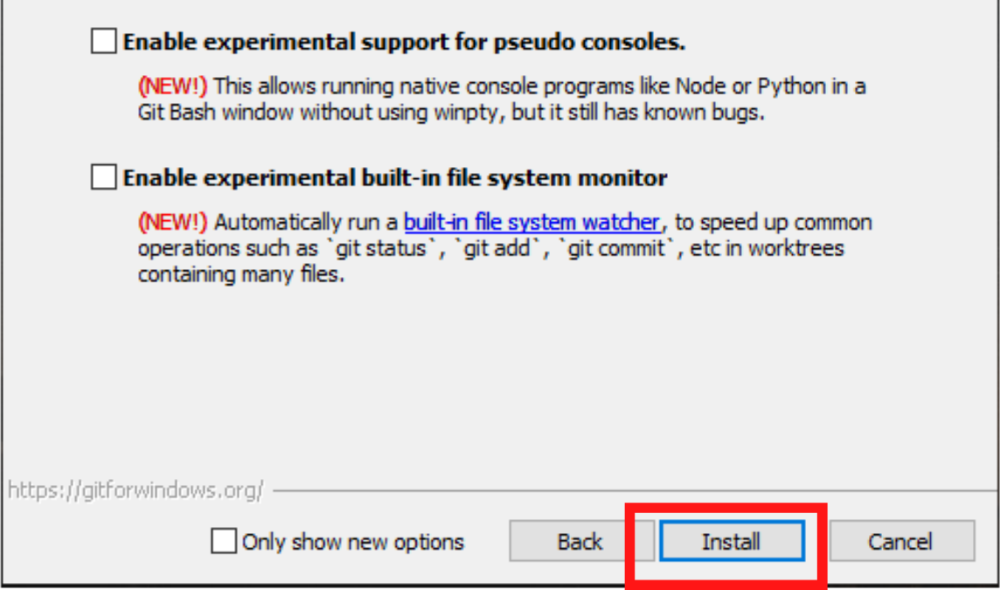 Enable experimental support for pseudo consoles.
(NEW!) This allows running native console programs like Node or Python in a
Git Bash window without using winpty, but it still has known bugs.
Enable experimental built-in file system monitor
(NEW!) Automatically run a built-in file system watcher, to speed up common
operations such as `git status`, `git add`, `git commit`, etc in worktrees
containing many files.
https://gitforwindows.org/
Only show new options
Back
Install
Cancel